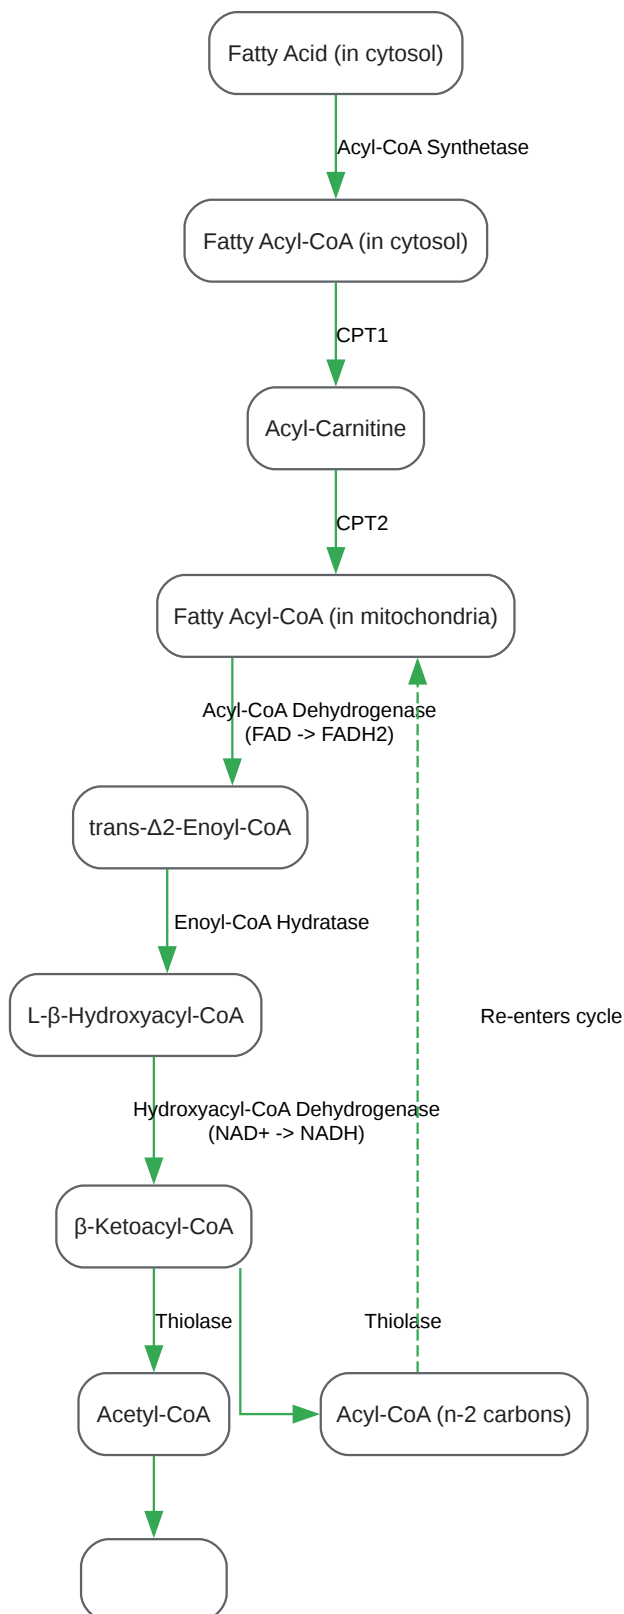 Fatty Acid (in cytosol)
Acyl-CoA Synthetase
Fatty Acyl-CoA (in cytosol)
CPT1
Acyl-Carnitine
CPT2
Fatty Acyl-CoA (in mitochondria)
Acyl-CoA Dehydrogenase
(FAD -> FADH2)
trans-Δ2-Enoyl-CoA
Enoyl-CoA Hydratase
L-β-Hydroxyacyl-CoA
Re-enters cycle
Hydroxyacyl-CoA Dehydrogenase
(NAD+ -> NADH)
β-Ketoacyl-CoA
Thiolase
Thiolase
Acetyl-CoA
Acyl-CoA (n-2 carbons)